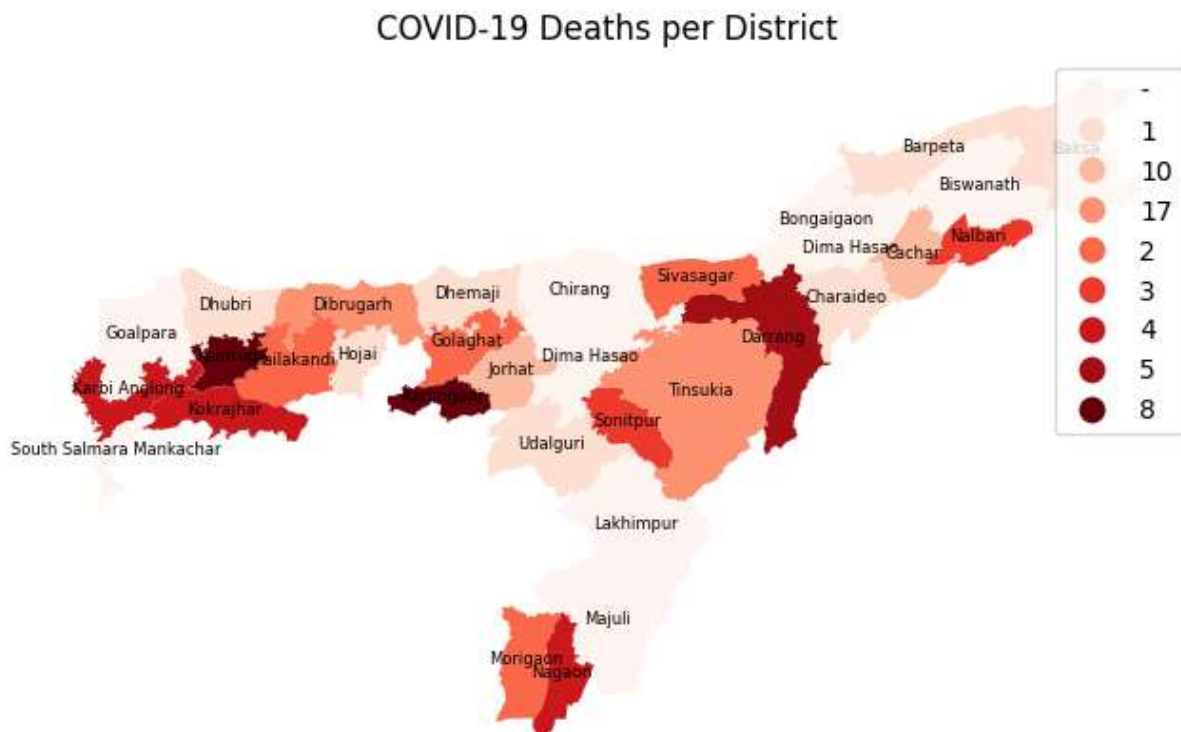 COVID-19 Deaths per District
-
1
Barpeta
Baksa
10
Biswanath
17
Bongaigaon
Nalbari
2
Dima Hasao
Cachar
Sivasagar
Chirang
3
Dhemaji
Charaideo
Dhubri
Dibrugarh
4
Goalpara
Darrang
Golaghat
Hojai
Dima Hasao
5
Jorhat
Karbi Anglong
Tinsukia
8
Kokrajhar
Sonitpur
Udalguri
South Salmara Mankachar
Lakhimpur
Majuli
Morigaon
Nagaon